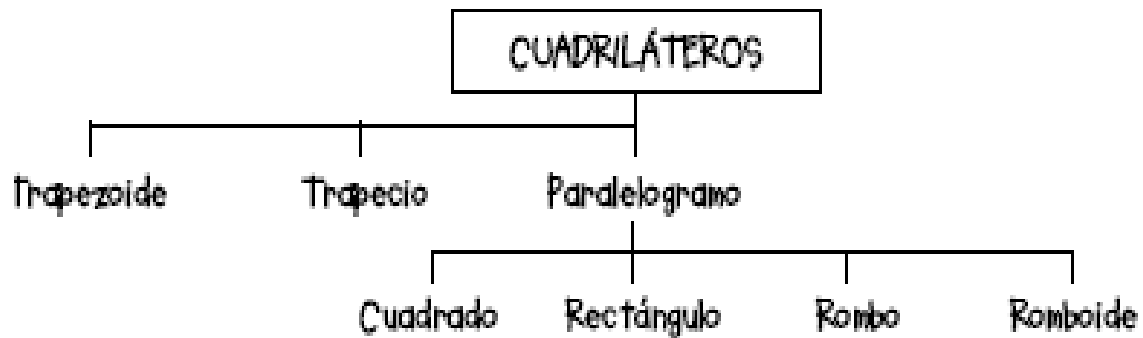 CUADRILÁTEROS
Trapezoide Trapecio Paralelogramo
Cuadrado Rectángulo Rombo Romboide